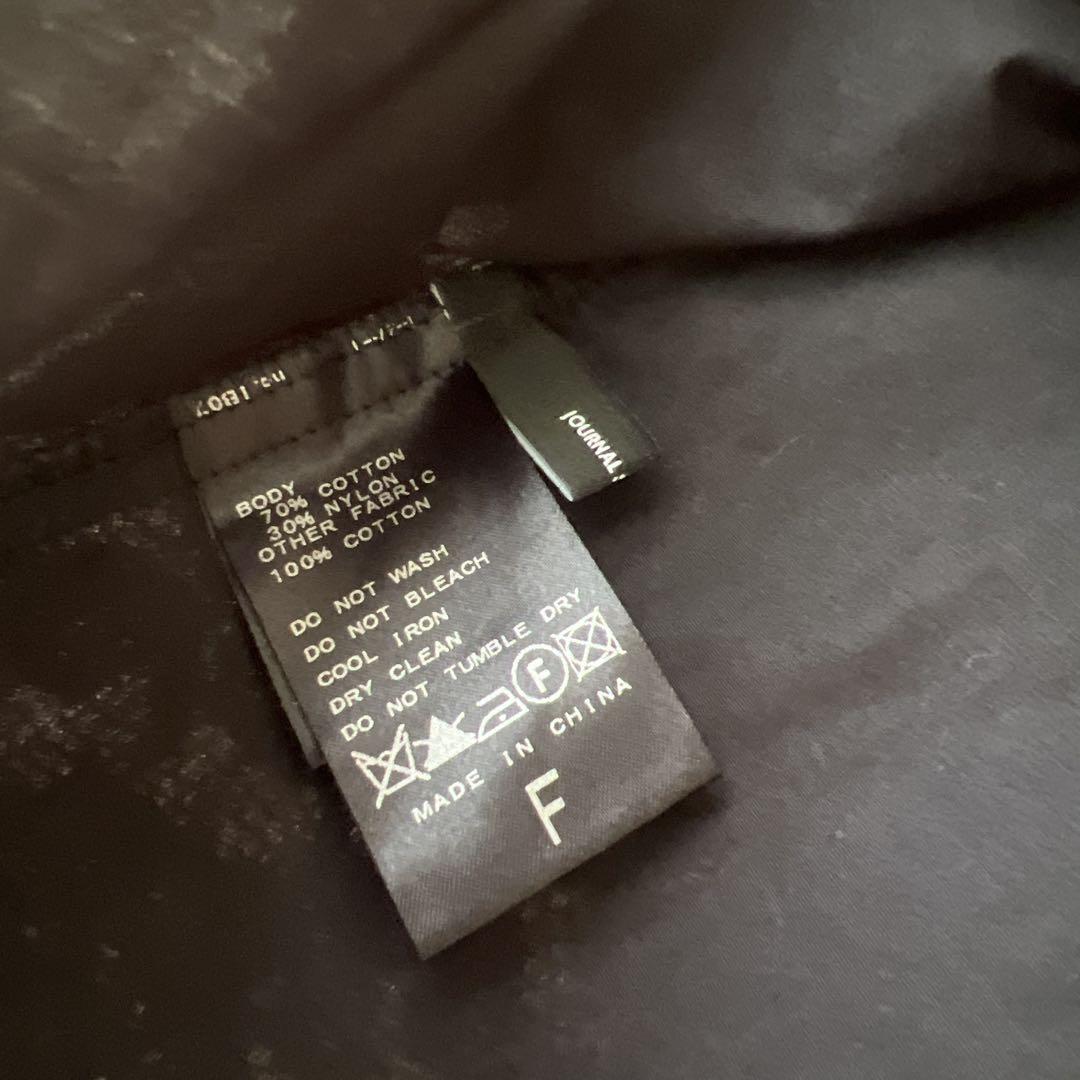 BODY
70% COTTON
30% NYLON
OTHER FABRIC
100% COTTON
DO NOT WASH
DO NOT BLEACH
COOL IRON
DRY CLEAN
DO NOT TUMBLE DRY
F
MADE IN CHINA
F
JOURNAL